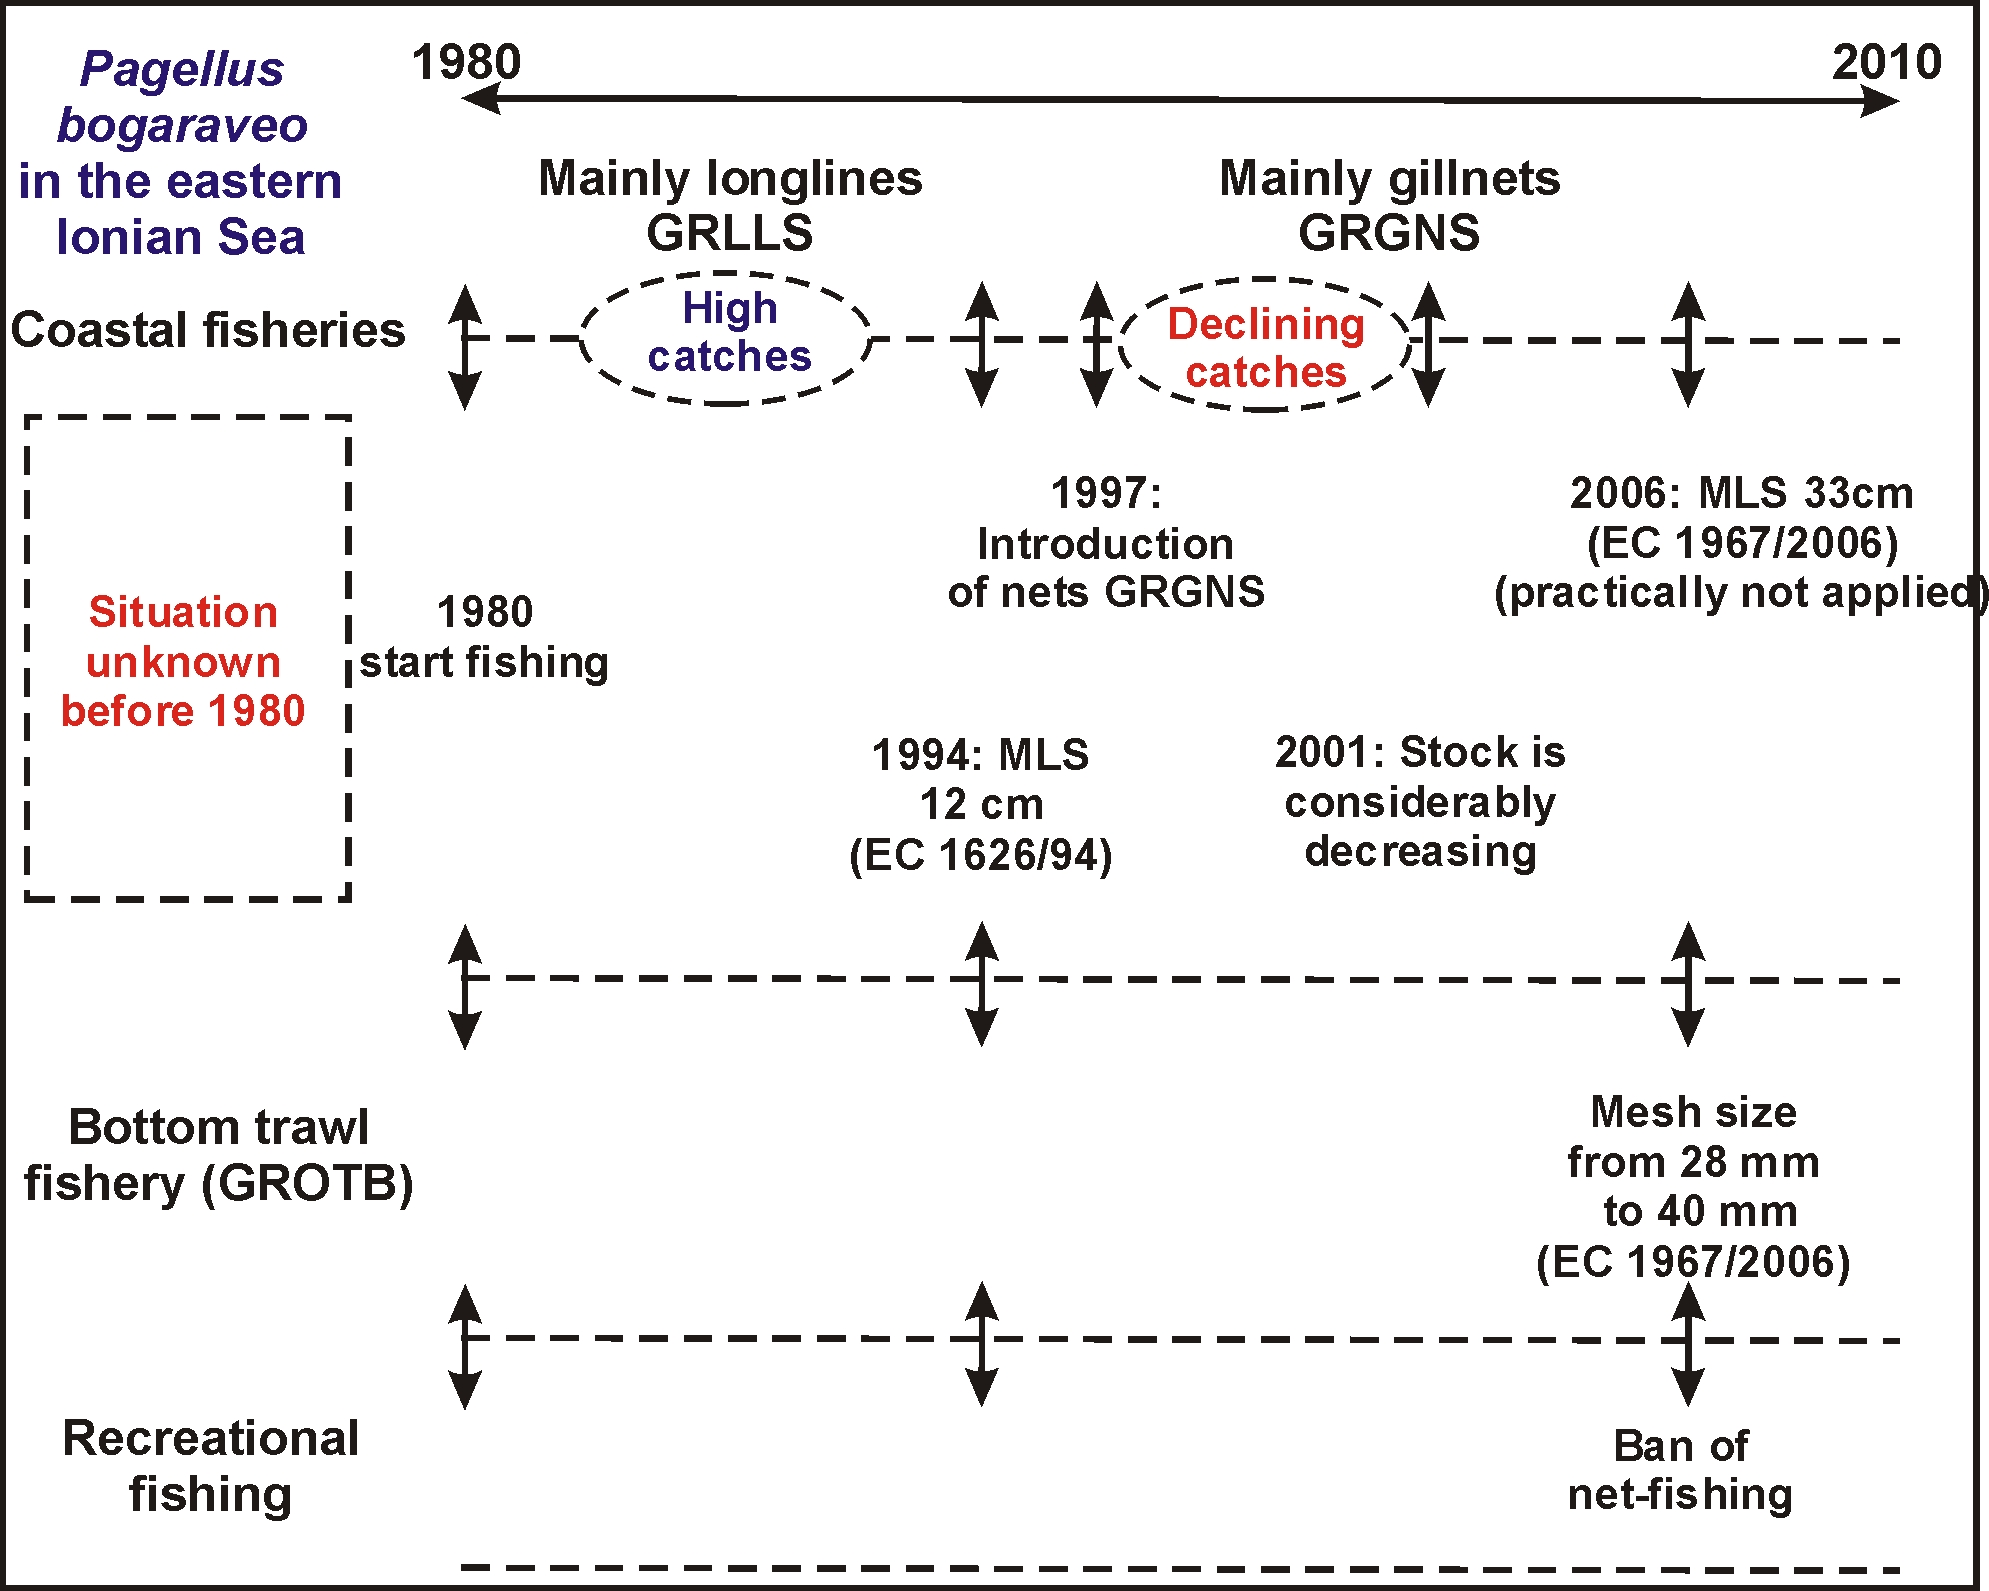 Pagellus
bogaraveo
in the eastern
Ionian Sea
1980
2010
Mainly longlines
GRLLS
Mainly gillnets
GRGNS
Coastal fisheries
High
catches
Declining
catches
1997:
Introduction
of nets GRGNS
2006: MLS 33cm
(EC 1967/2006)
(practically not applied)
Situation
unknown
before 1980
1980
start fishing
1994: MLS
12 cm
(EC 1626/94)
2001: Stock is
considerably
decreasing
Bottom trawl
fishery (GROTB)
Mesh size
from 28 mm
to 40 mm
(EC 1967/2006)
Recreational
fishing
Ban of
net-fishing